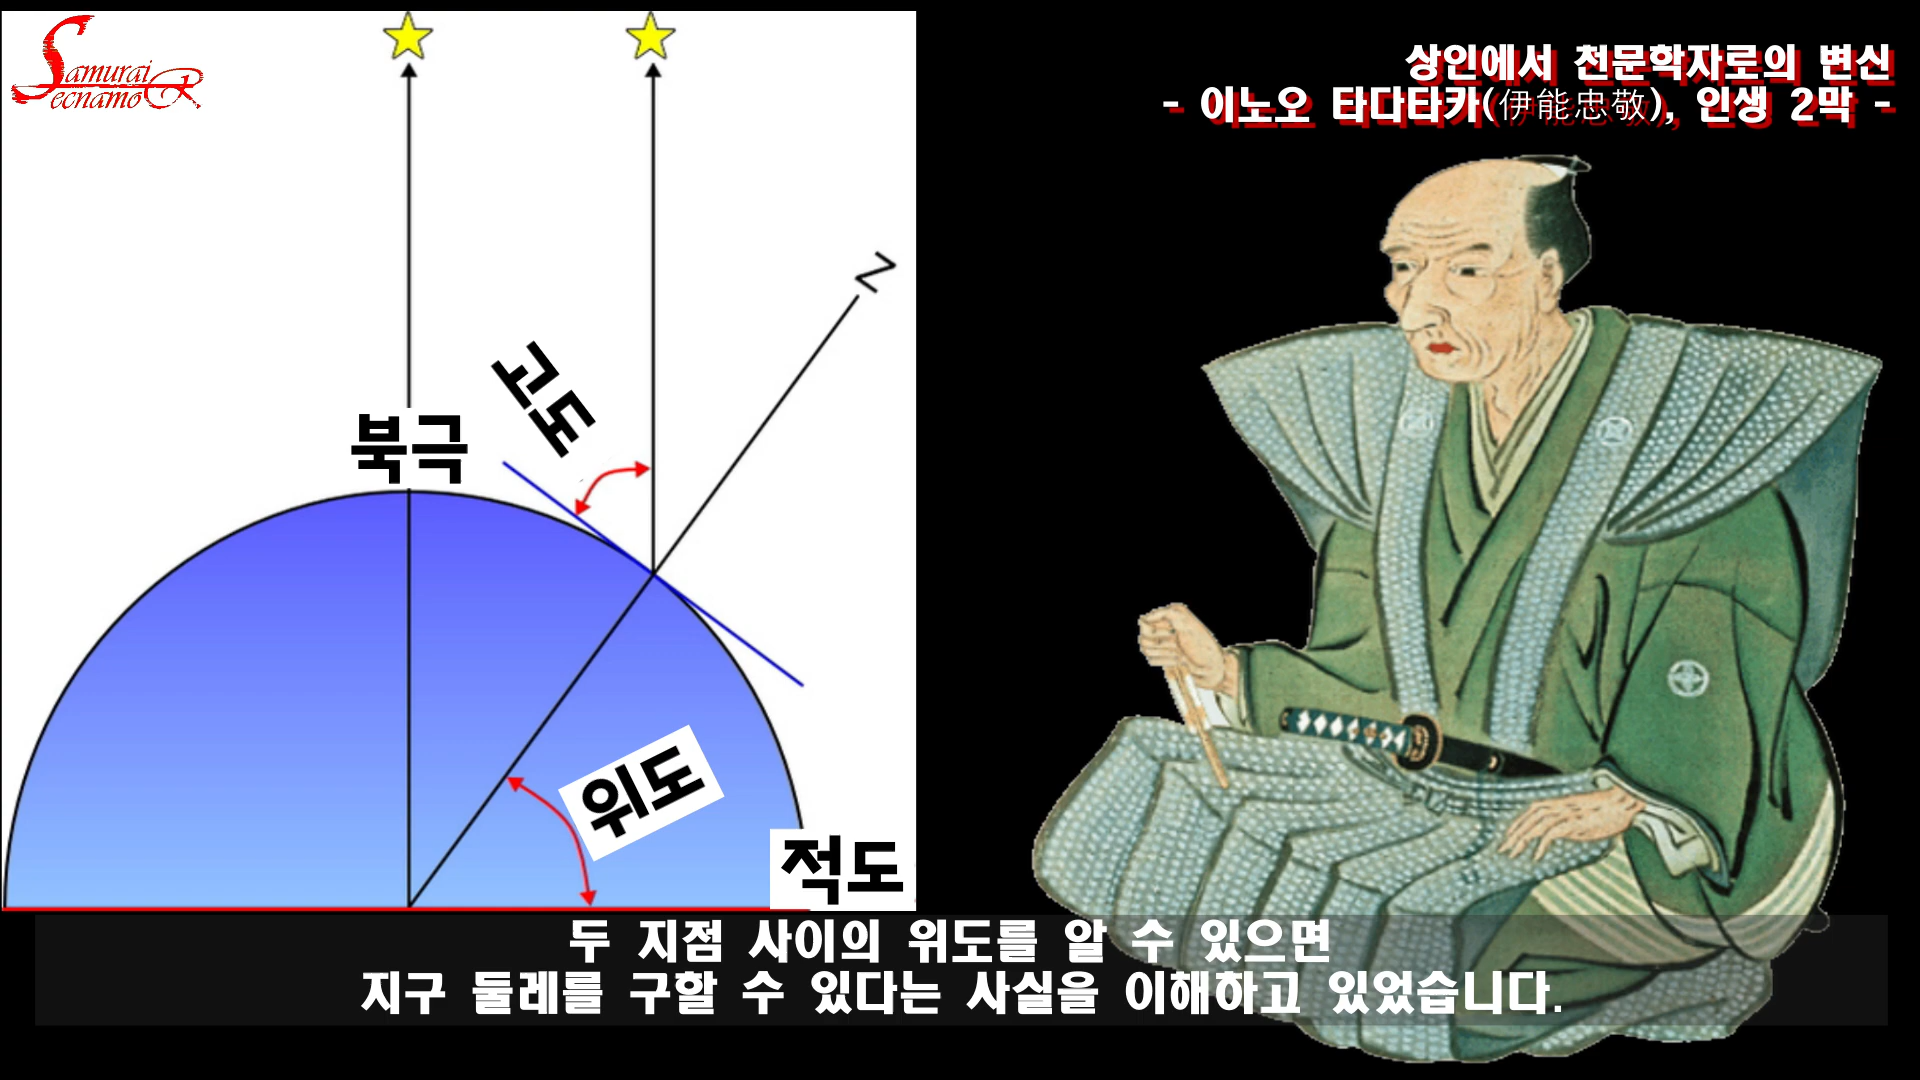 Samurai
Recnamo
상인에서 천문학자로의 변신
- 이노오 타다타카(伊能忠敬), 인생 2막 -
Z
고도
북극
위도
적도
두 지점 사이의 위도를 알 수 있으면
지구 둘레를 구할 수 있다는 사실을 이해하고 있었습니다.